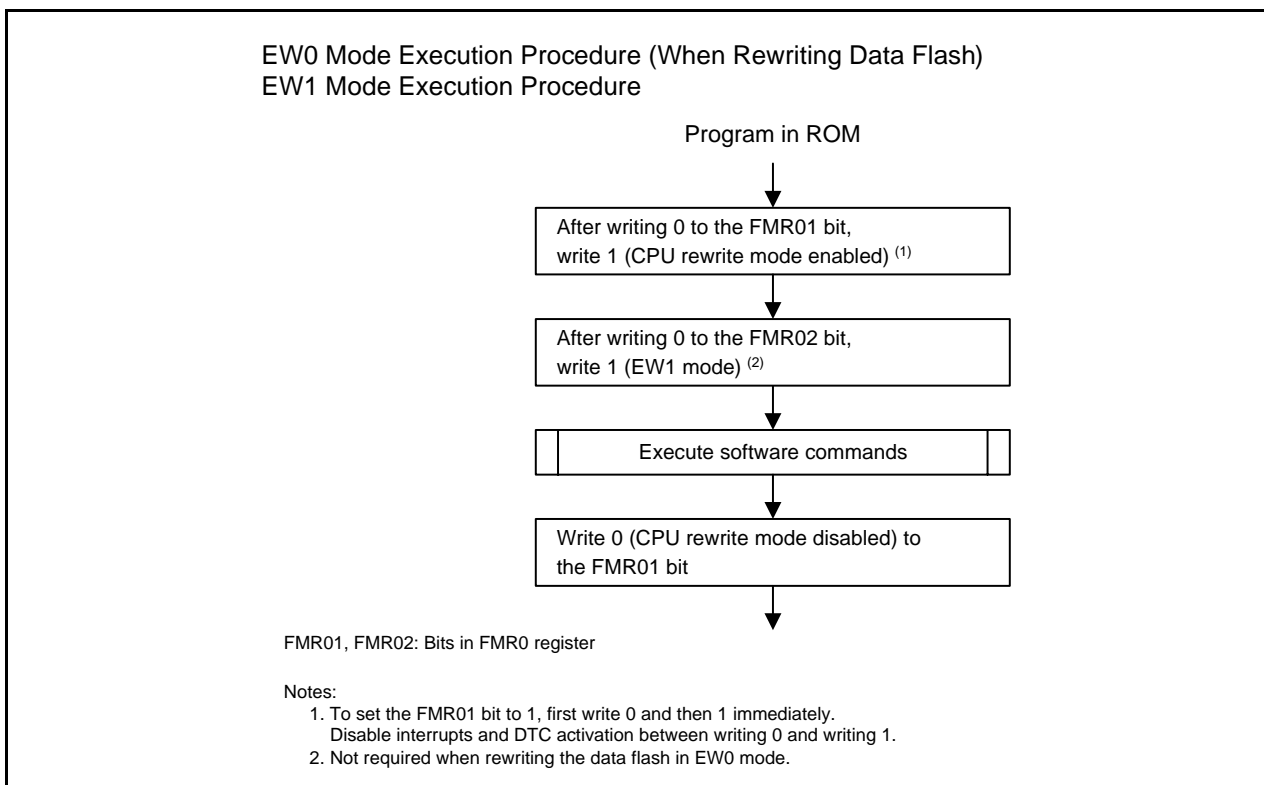 EW0 Mode Execution Procedure (When Rewriting Data Flash)
EW1 Mode Execution Procedure
Program in ROM
After writing 0 to the FMR01 bit,
write 1 (CPU rewrite mode enabled) (1)
After writing 0 to the FMR02 bit,
write 1 (EW1 mode) (2)
Execute software commands
Write 0 (CPU rewrite mode disabled) to
the FMR01 bit
FMR01, FMR02: Bits in FMR0 register
Notes:
1. To set the FMR01 bit to 1, first write 0 and then 1 immediately.
Disable interrupts and DTC activation between writing 0 and writing 1.
2. Not required when rewriting the data flash in EW0 mode.